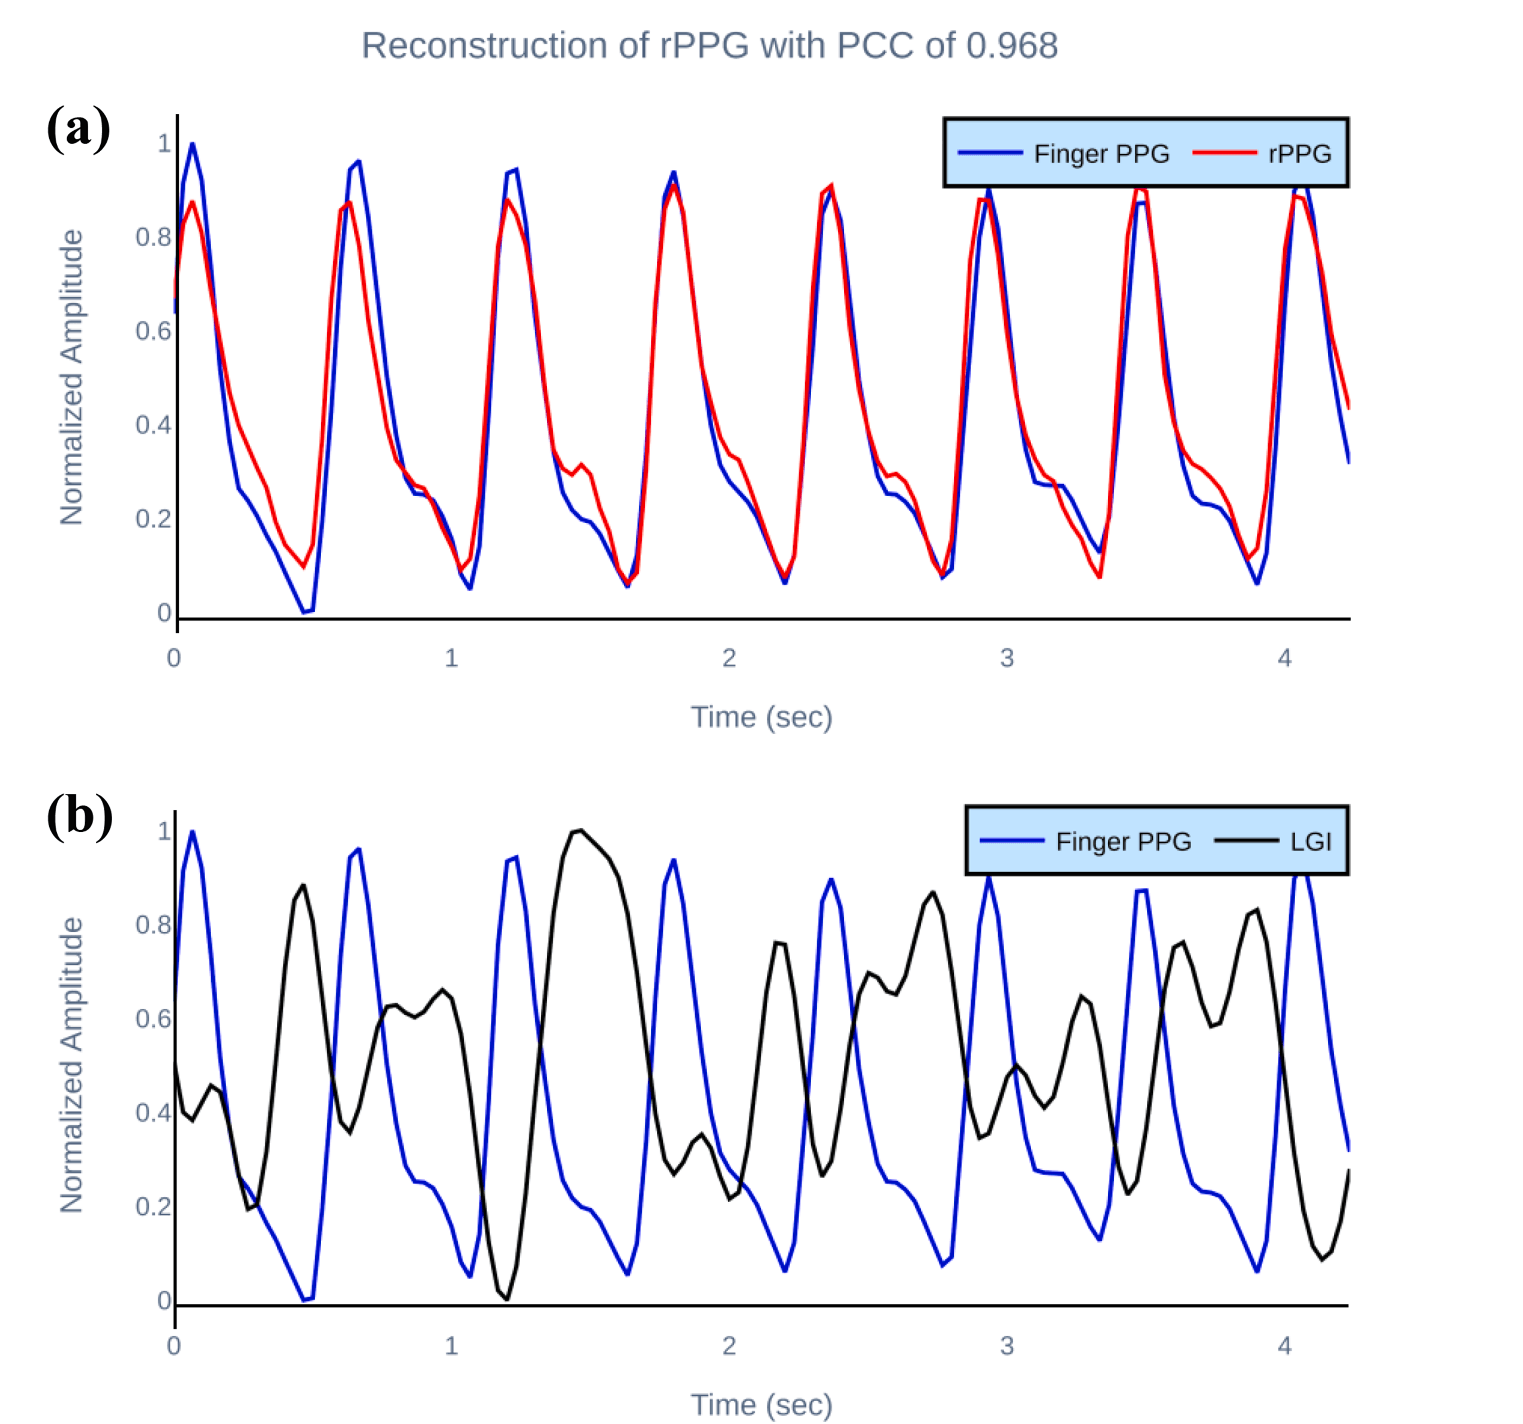 Reconstruction of rPPG with PCC of 0.968
(a)
Finger PPG rPPG
Normalized Amplitude
1
0.8
0.6
0.4
0.2
0
0 1 2 3 4
Time (sec)
(b)
Finger PPG LGI
Normalized Amplitude
1
0.8
0.6
0.4
0.2
0
0 1 2 3 4
Time (sec)